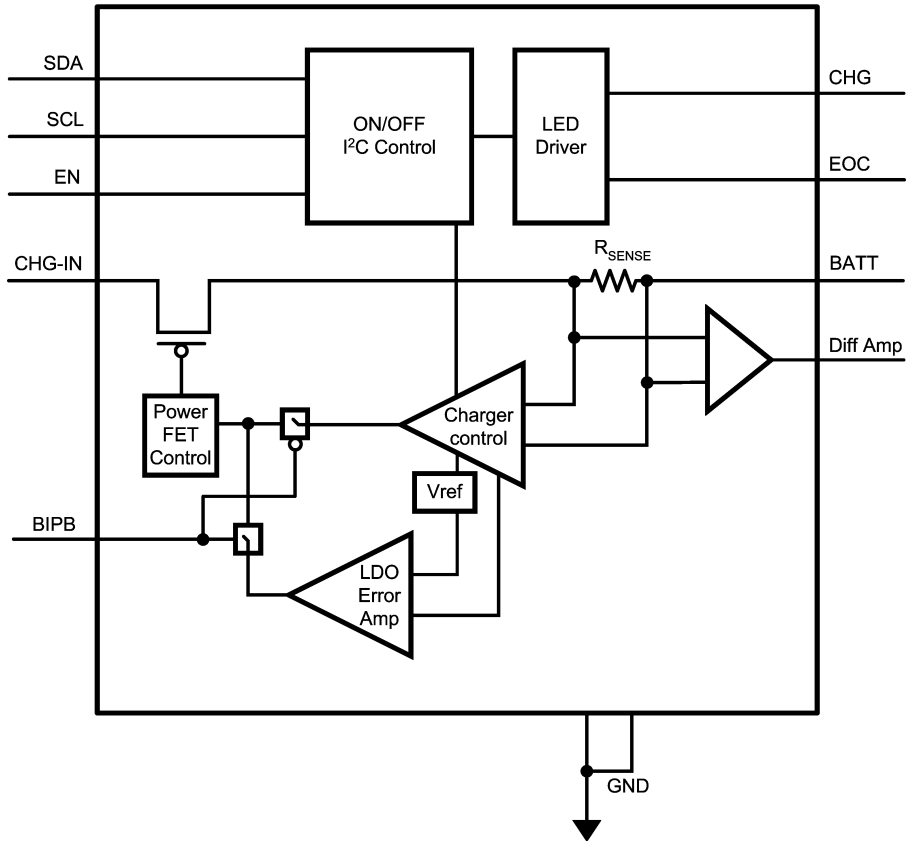 SDA
SCL
EN
ON/OFF
I²C Control
LED
Driver
CHG
EOC
CHG-IN
RSENSE
BATT
Diff Amp
Power
FET
Control
Charger
control
Vref
BIPB
LDO
Error
Amp
GND